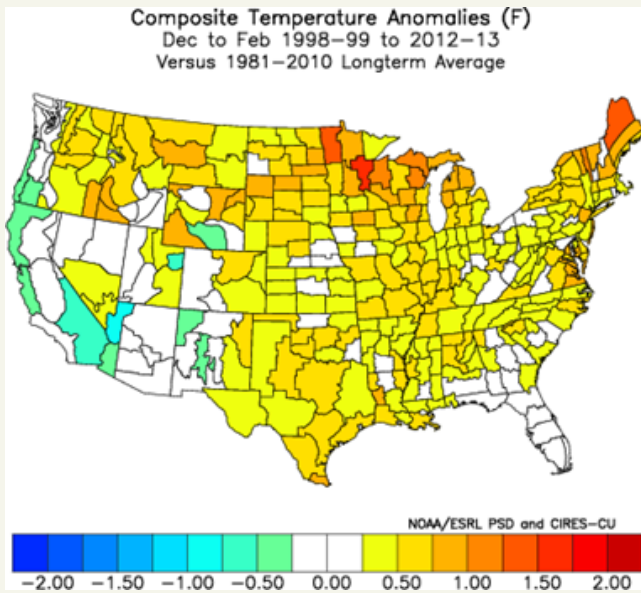 Composite Temperature Anomalies (F)
Dec to Feb 1998-99 to 2012-13
Versus 1981-2010 Longterm Average
NOAA/ESRL PSD and CIRES-CU
-2.00 -1.50 -1.00 -0.50 0.00 0.50 1.00 1.50 2.00